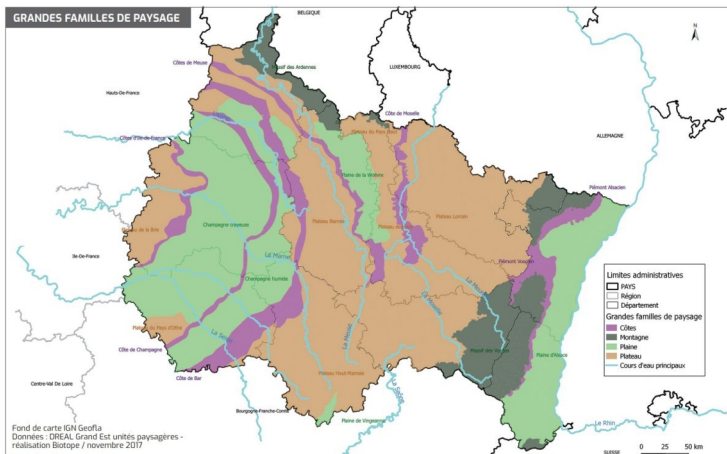 GRANDES FAMILLES DE PAYSAGE
BELGIQUE
N
LUXEMBOURG
Côtes de Meuse
Massif des Ardennes
Hauts-De-France
Côte de Moselle
ALLEMAGNE
Côtes d'Ile-de-France
Plateau du Pays Haut
Plaine de la Woëvre
Piémont Alsacien
Champagne crayeuse
Plateau Barrois
Plateau Lorrain
Plateau de la Brie
Ile-De-France
La Marne
Piémont Vosgien
Champagne humide
La Meurthe
La Moselle
Plateau du Pays d'Othe
La Seine
La Meuse
Massif des Vosges
Plaine d'Alsace
Côte de Champagne
Côte de Bar
Plateau Haut-Marnais
La Saône
Centre-Val De Loire
Bourgogne-Franche-Comté
Plaine de Vingeanne
Le Rhin
SUISSE
Limites administratives
PAYS
Région
Département
Grandes familles de paysage
Côtes
Montagne
Plaine
Plateau
Cours d'eau principaux
Fond de carte IGN Geofla
Données : DREAL Grand Est unités paysagères -
réalisation Biotope / novembre 2017
0 25 50 km